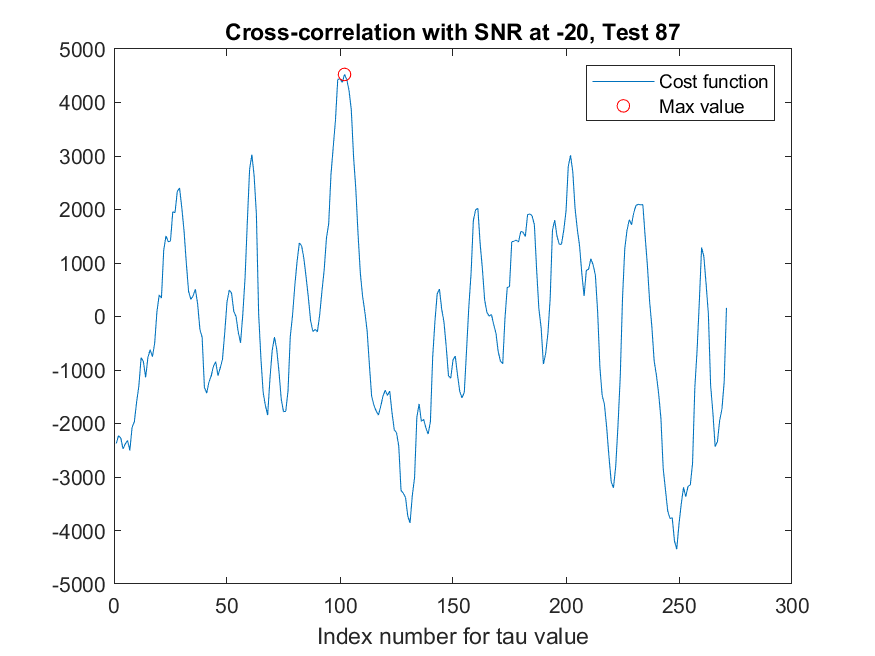 Cross-correlation with SNR at -20, Test 87
5000
4000
3000
2000
1000
0
-1000
-2000
-3000
-4000
-5000
Cost function
Max value
0 50 100 150 200 250 300
Index number for tau value